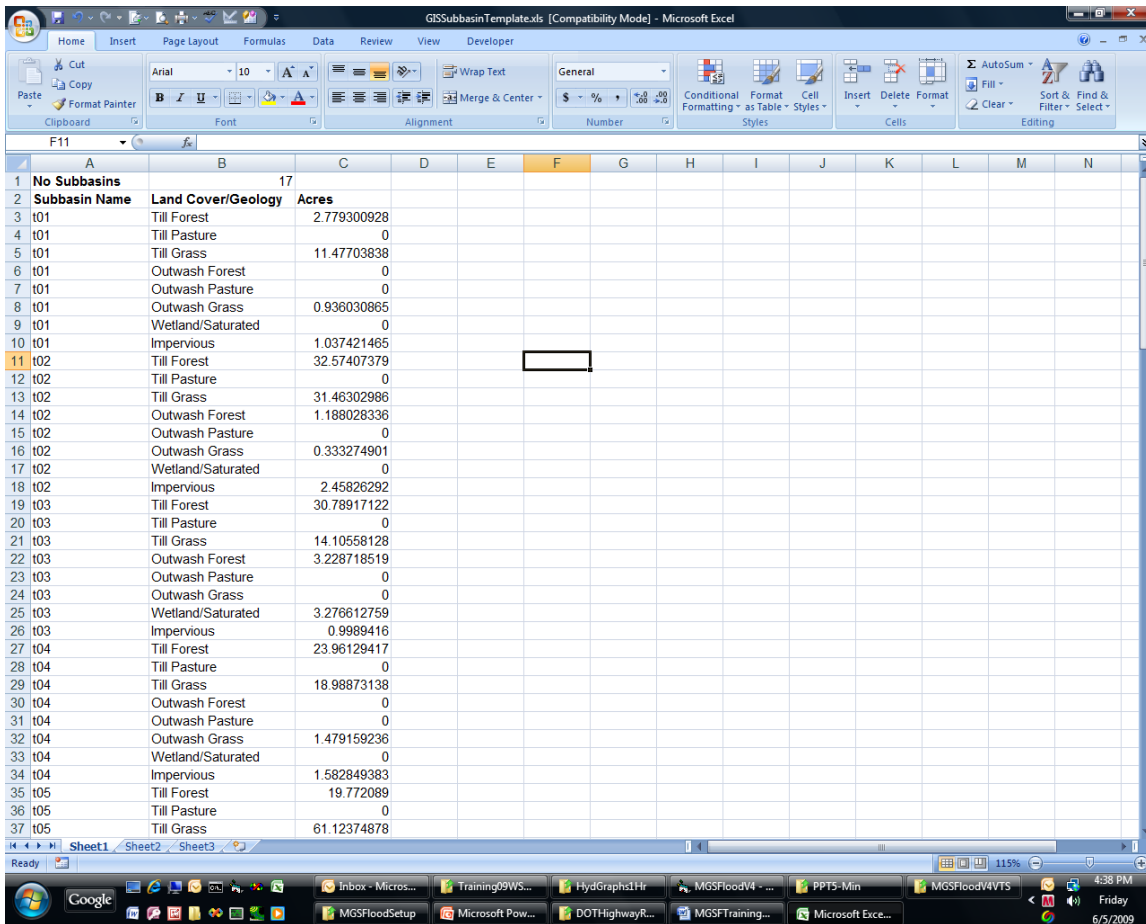 GISSubbasinTemplate.xls [Compatibility Mode] - Microsoft Excel
Home Insert Page Layout Formulas Data Review View Developer
Paste
Cut
Copy
Format Painter
Clipboard
Arial 10
B I U
Font
Wrap Text
Merge & Center
Alignment
General
$ % ,
Number
Conditional Formatting
Format as Table
Cell Styles
Styles
Insert Delete Format
Cells
Σ AutoSum
Fill
Clear
Sort & Filter
Find & Select
Editing
F11 fx
A B C D E F G H I J K L M N
1 No Subbasins 17
2 Subbasin Name Land Cover/Geology Acres
3 t01 Till Forest 2.779300928
4 t01 Till Pasture 0
5 t01 Till Grass 11.47703838
6 t01 Outwash Forest 0
7 t01 Outwash Pasture 0
8 t01 Outwash Grass 0.936030865
9 t01 Wetland/Saturated 0
10 t01 Impervious 1.037421465
11 t02 Till Forest 32.57407379
12 t02 Till Pasture 0
13 t02 Till Grass 31.46302986
14 t02 Outwash Forest 1.188028336
15 t02 Outwash Pasture 0
16 t02 Outwash Grass 0.333274901
17 t02 Wetland/Saturated 0
18 t02 Impervious 2.45826292
19 t03 Till Forest 30.78917122
20 t03 Till Pasture 0
21 t03 Till Grass 14.10558128
22 t03 Outwash Forest 3.228718519
23 t03 Outwash Pasture 0
24 t03 Outwash Grass 0
25 t03 Wetland/Saturated 3.276612759
26 t03 Impervious 0.9989416
27 t04 Till Forest 23.96129417
28 t04 Till Pasture 0
29 t04 Till Grass 18.98873138
30 t04 Outwash Forest 0
31 t04 Outwash Pasture 0
32 t04 Outwash Grass 1.479159236
33 t04 Wetland/Saturated 0
34 t04 Impervious 1.582849383
35 t05 Till Forest 19.772089
36 t05 Till Pasture 0
37 t05 Till Grass 61.12374878
Sheet1 Sheet2 Sheet3
Ready 115%
Google
Inbox - Micros... Training09WS... HydGraphs1Hr MGSFloodV4 - ... PPT5-Min MGSFloodV4VTS
MGSFloodSetup Microsoft Pow... DOTHighwayR... MGSFTraining... Microsoft Exce...
4:38 PM
Friday
6/5/2009